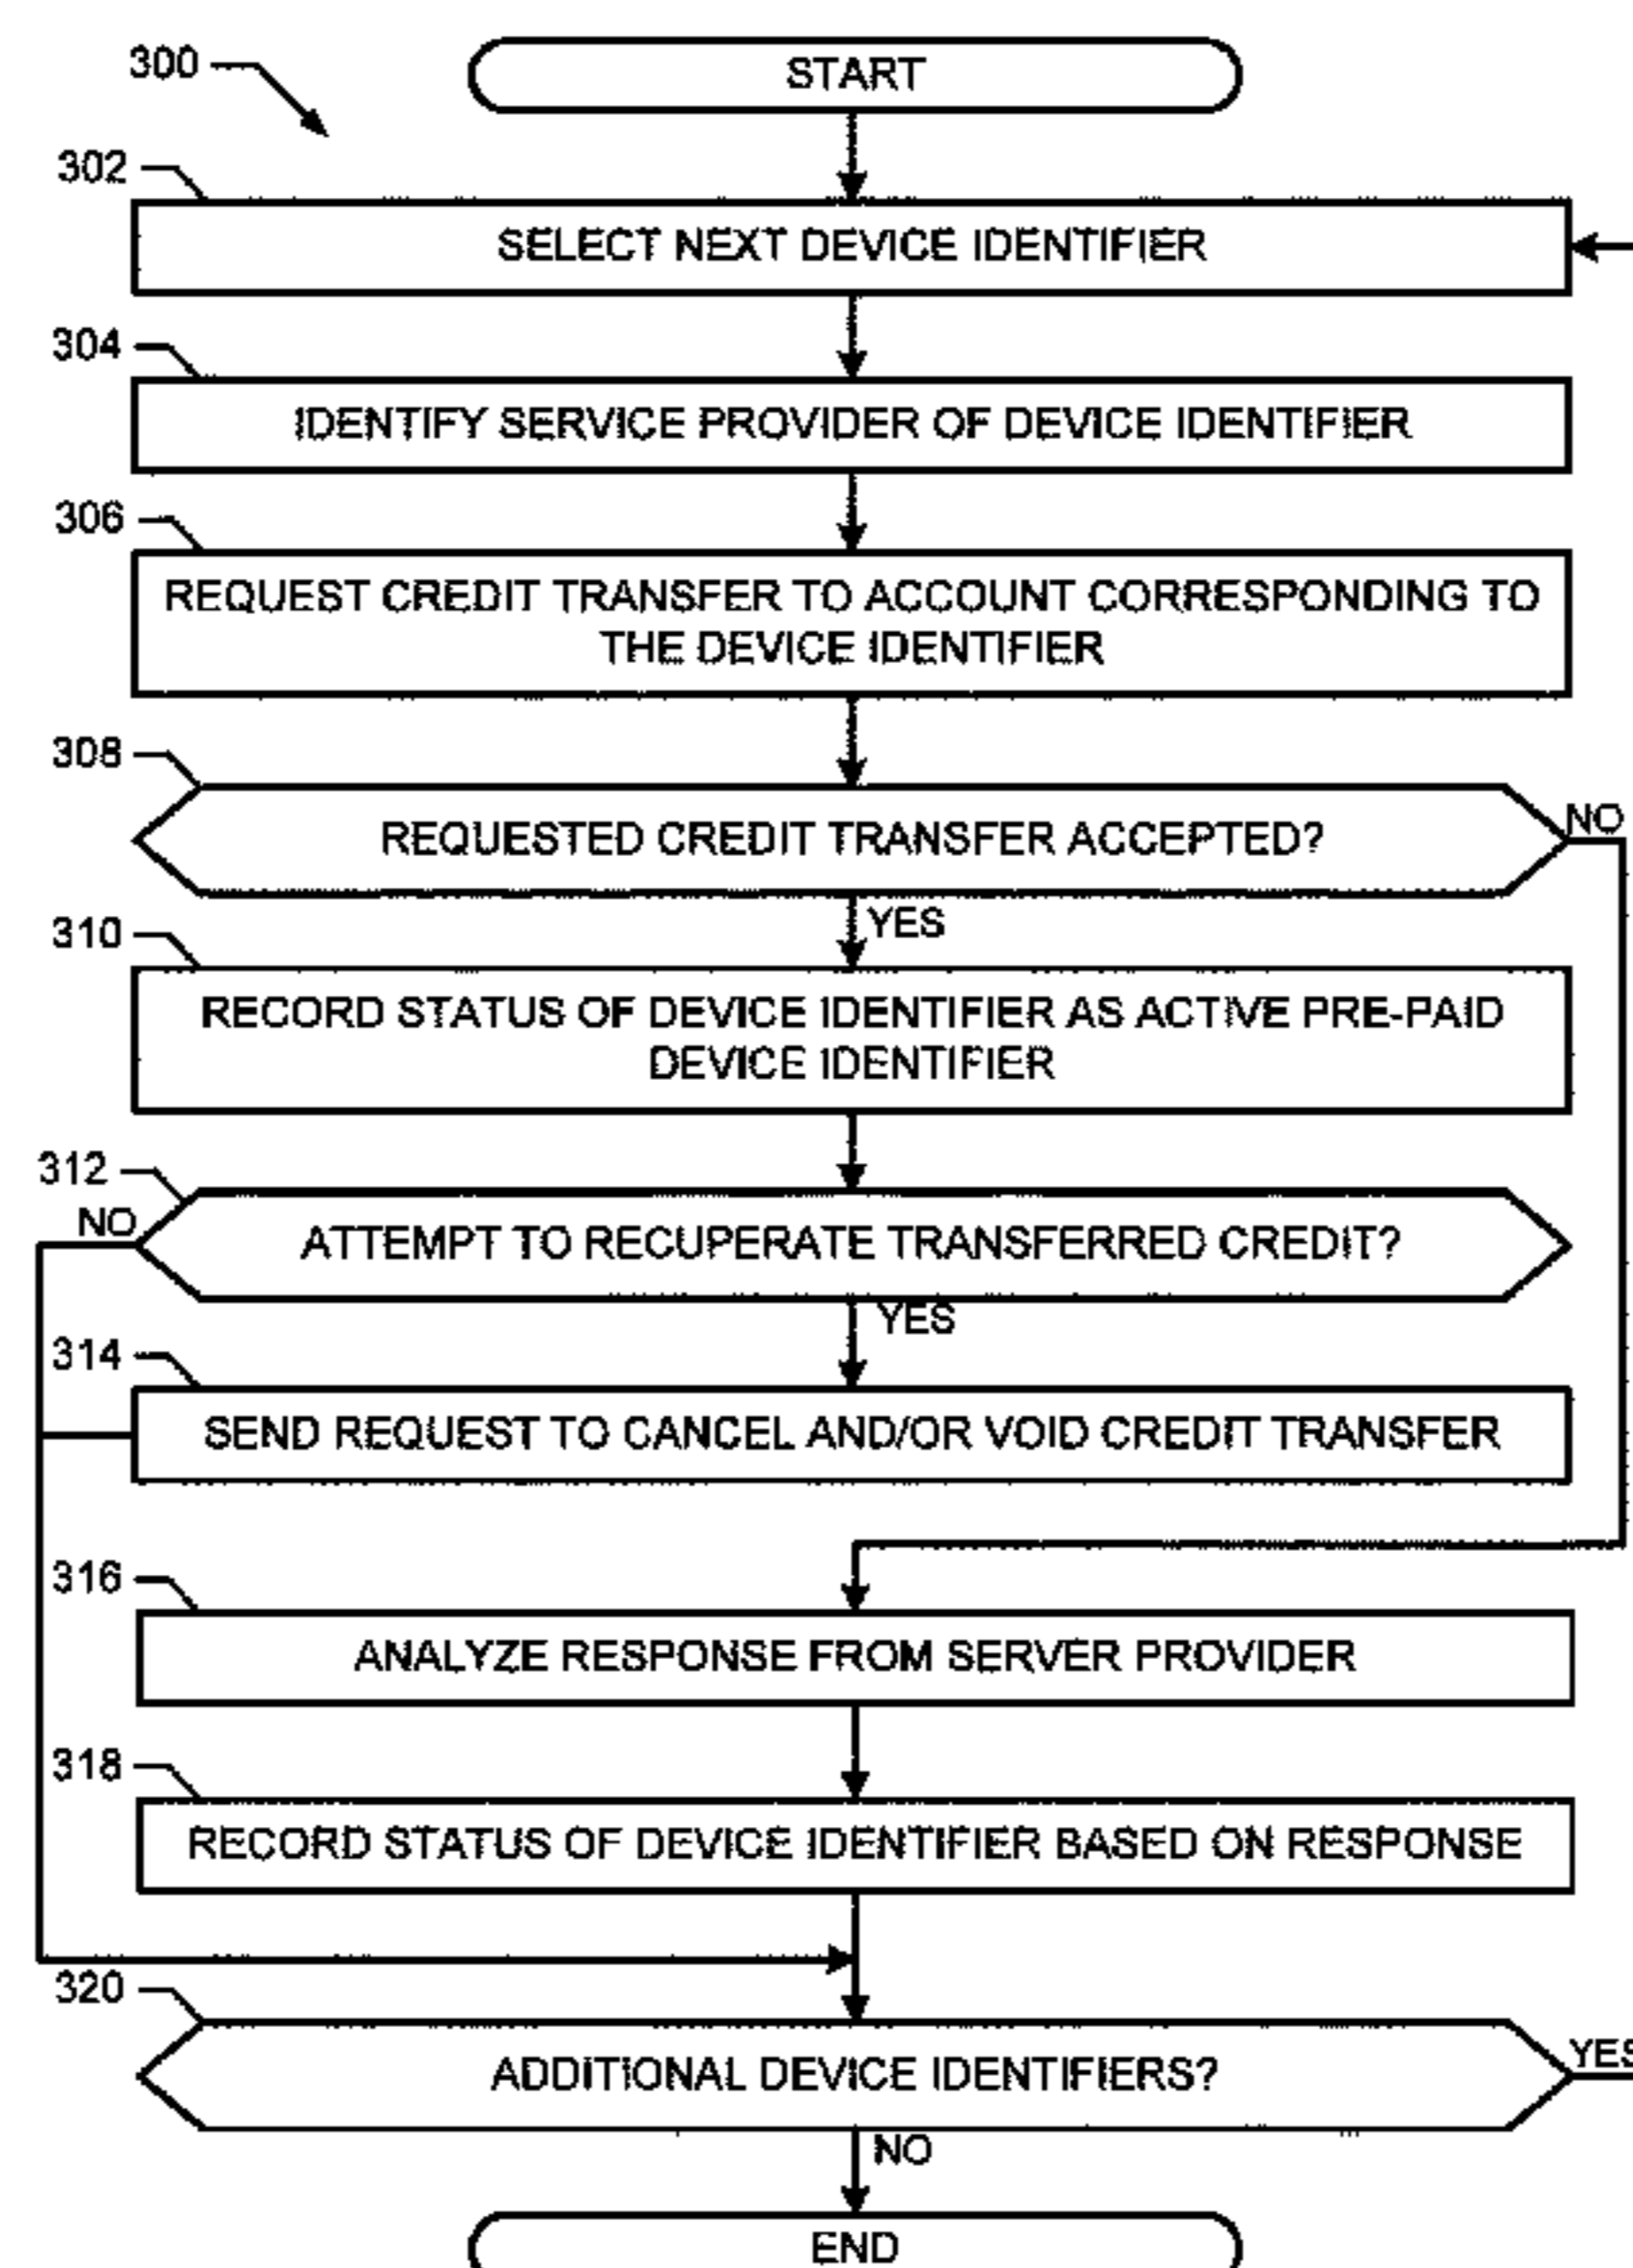 300
START
302
SELECT NEXT DEVICE IDENTIFIER
304
IDENTIFY SERVICE PROVIDER OF DEVICE IDENTIFIER
306
REQUEST CREDIT TRANSFER TO ACCOUNT CORRESPONDING TO
THE DEVICE IDENTIFIER
308
REQUESTED CREDIT TRANSFER ACCEPTED?
NO
YES
310
RECORD STATUS OF DEVICE IDENTIFIER AS ACTIVE PRE-PAID
DEVICE IDENTIFIER
312
NO
ATTEMPT TO RECUPERATE TRANSFERRED CREDIT?
YES
314
SEND REQUEST TO CANCEL AND/OR VOID CREDIT TRANSFER
316
ANALYZE RESPONSE FROM SERVER PROVIDER
318
RECORD STATUS OF DEVICE IDENTIFIER BASED ON RESPONSE
320
ADDITIONAL DEVICE IDENTIFIERS?
YES
NO
END